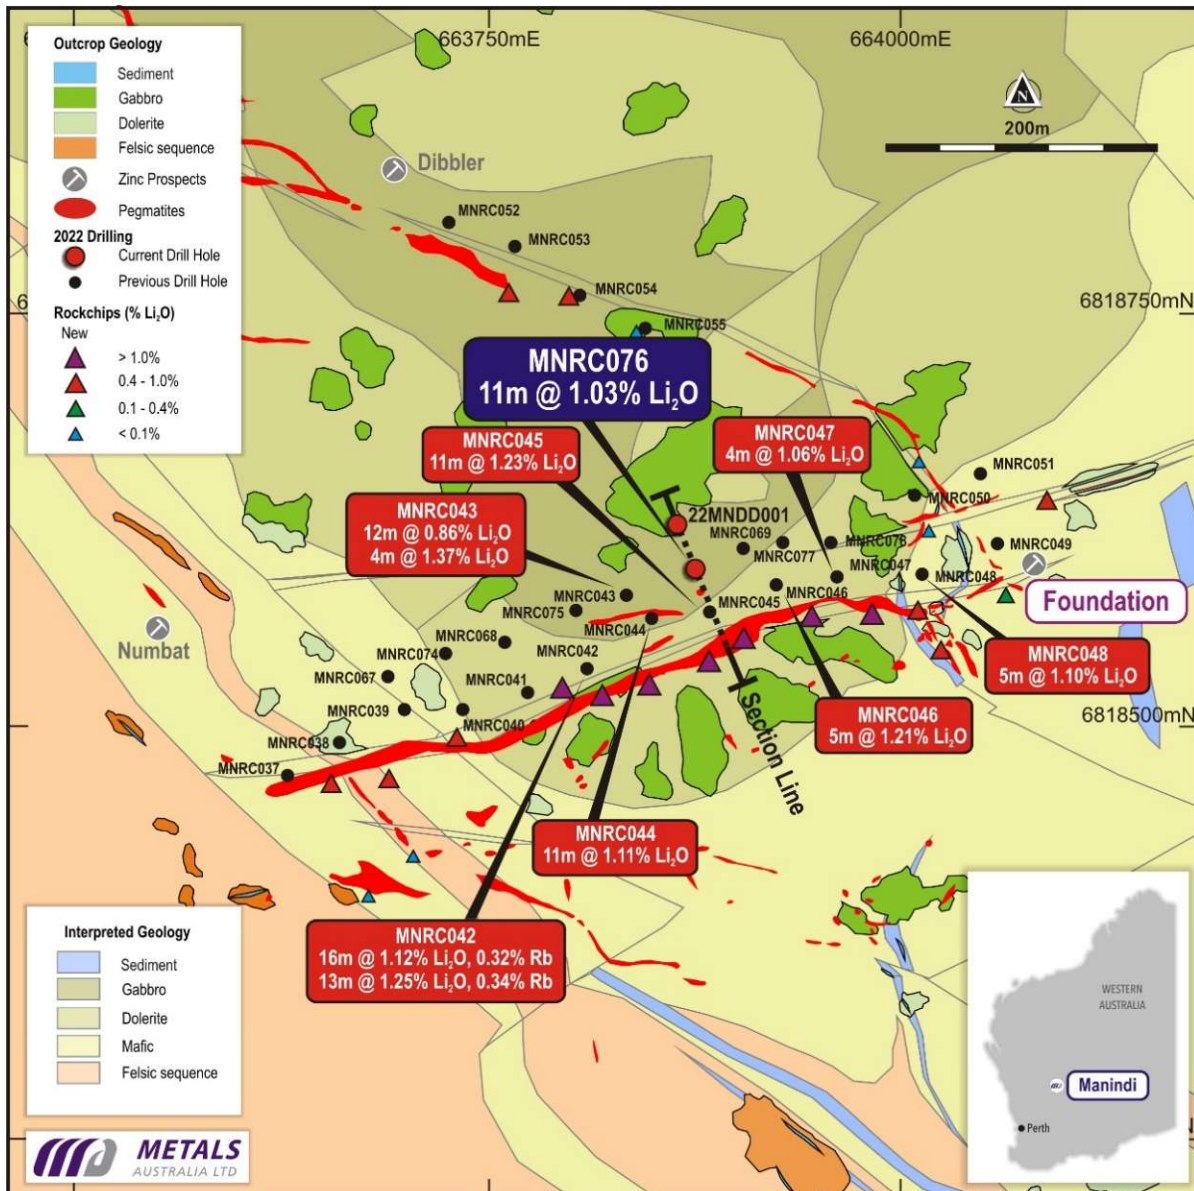 663750mE
664000mE
Outcrop Geology
Sediment
Gabbro
Dolerite
Felsic sequence
Zinc Prospects
Pegmatites
2022 Drilling
Current Drill Hole
Previous Drill Hole
Rockchips (% Li₂O)
New
> 1.0%
0.4 - 1.0%
0.1 - 0.4%
< 0.1%
N
200m
Dibbler
MNRC052
MNRC053
MNRC054
MNRC055
6818750mN
MNRC076
11m @ 1.03% Li₂O
MNRC045
11m @ 1.23% Li₂O
MNRC047
4m @ 1.06% Li₂O
MNRC043
12m @ 0.86% Li₂O
4m @ 1.37% Li₂O
22MNDD001
MNRC069
MNRC077
MNRC078
MNRC051
MNRC050
MNRC049
MNRC047
MNRC048
MNRC046
MNRC045
MNRC043
MNRC075
MNRC044
MNRC068
MNRC074
MNRC042
MNRC067
MNRC041
MNRC039
MNRC040
MNRC038
MNRC037
Numbat
Foundation
MNRC048
5m @ 1.10% Li₂O
MNRC046
5m @ 1.21% Li₂O
6818500mN
Section Line
MNRC044
11m @ 1.11% Li₂O
MNRC042
16m @ 1.12% Li₂O, 0.32% Rb
13m @ 1.25% Li₂O, 0.34% Rb
Interpreted Geology
Sediment
Gabbro
Dolerite
Mafic
Felsic sequence
METALS
AUSTRALIA LTD
WESTERN
AUSTRALIA
Manindi
Perth